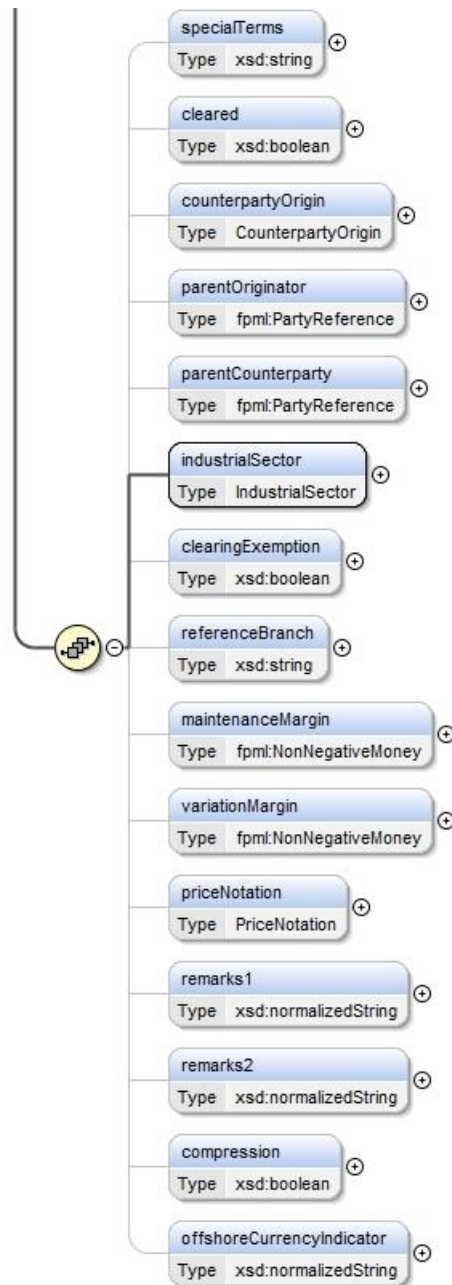 specialTerms
Type xsd:string
cleared
Type xsd:boolean
counterpartyOrigin
Type CounterpartyOrigin
parentOriginator
Type fpml:PartyReference
parentCounterparty
Type fpml:PartyReference
industrialSector
Type IndustrialSector
clearingExemption
Type xsd:boolean
referenceBranch
Type xsd:string
maintenanceMargin
Type fpml:NonNegativeMoney
variationMargin
Type fpml:NonNegativeMoney
priceNotation
Type PriceNotation
remarks1
Type xsd:normalizedString
remarks2
Type xsd:normalizedString
compression
Type xsd:boolean
offshoreCurrencyIndicator
Type xsd:normalizedString